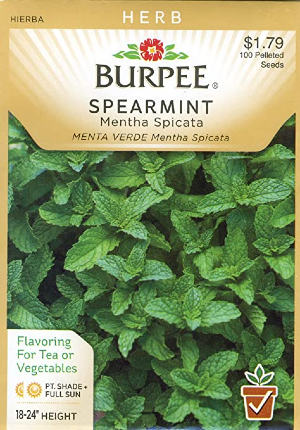 HIERBA
HERB
BURPEE®
$1.79
100 Pelleted
Seeds
SPEARMINT
Mentha Spicata
MENTA VERDE Mentha Spicata
Flavoring
For Tea or
Vegetables
PT. SHADE +
FULL SUN
18-24" HEIGHT